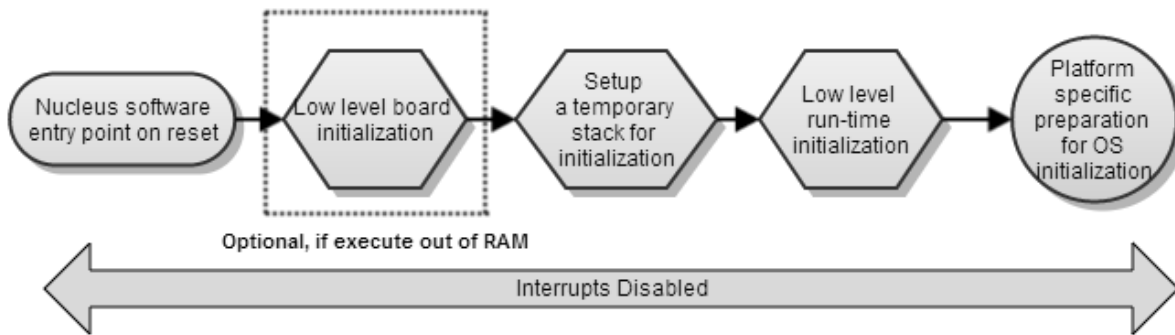 Nucleus software
entry point on reset
Low level board
initialization
Setup
a temporary
stack for
initialization
Low level
run-time
initialization
Platform
specific
preparation
for OS
initialization
Optional, if execute out of RAM
Interrupts Disabled